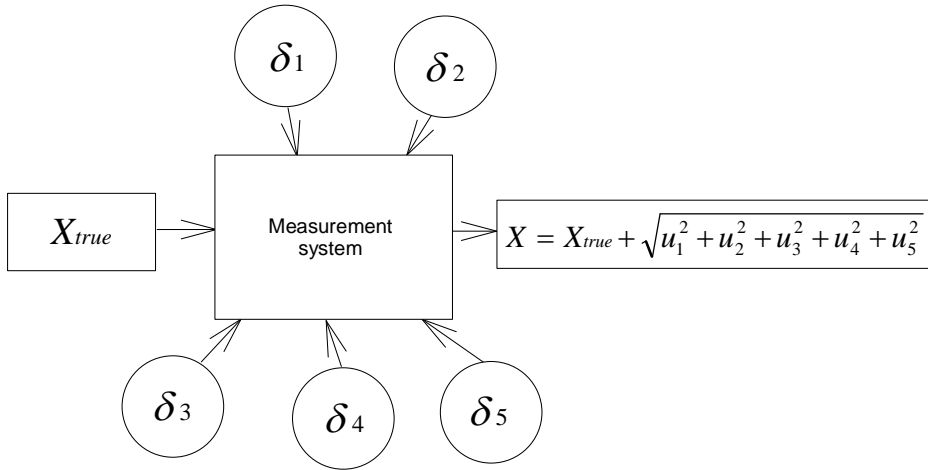 δ1
δ2
Xtrue
Measurement
system
X = Xtrue + √(u₁² + u₂² + u₃² + u₄² + u₅²)
δ3
δ4
δ5